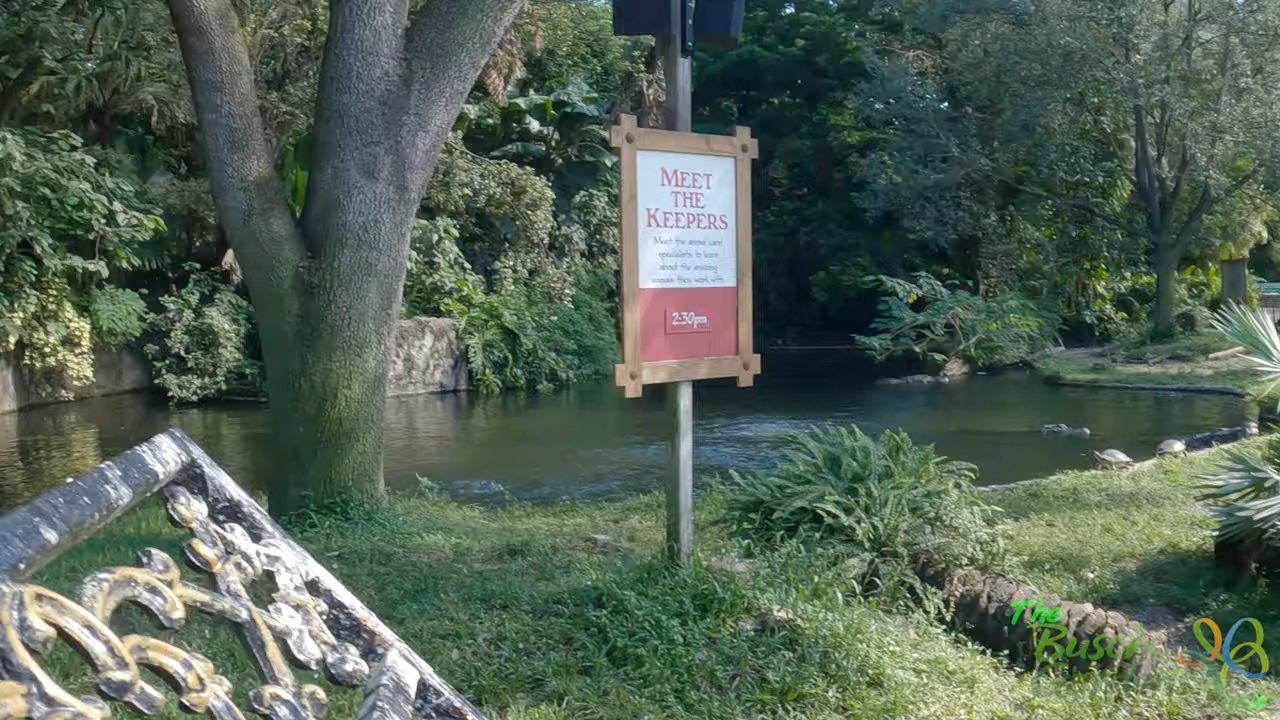 MEET
THE
KEEPERS
Meet the animal care
specialists to learn
about the amazing
animals they work with.
2:30pm
The
Busch